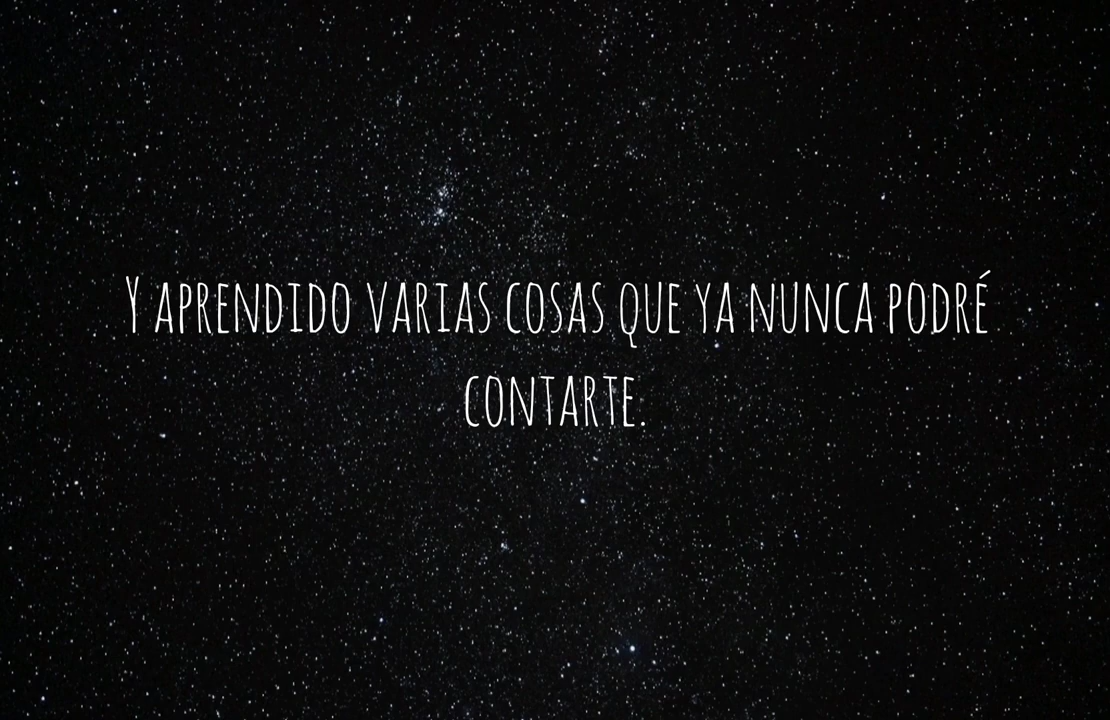 Y APRENDIDO VARIAS COSAS QUE YA NUNCA PODRÉ
CONTARTE.